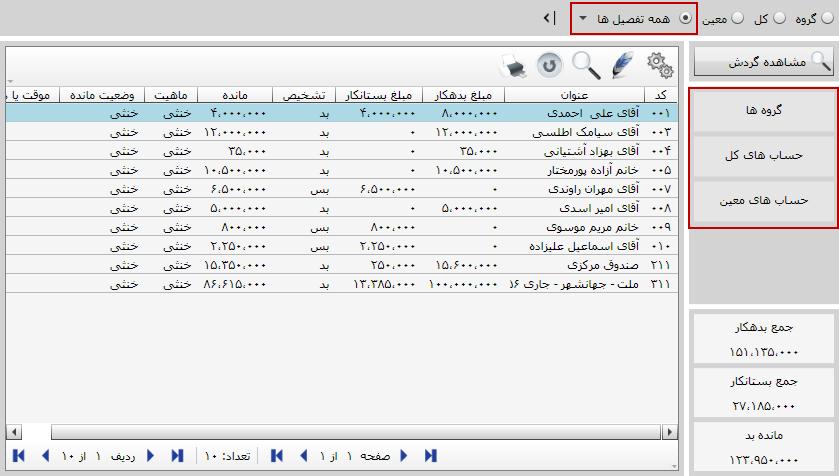 گروه کل معین همه تفصیل ها
مشاهده گردش
گروه ها
حساب های کل
حساب های معین
کد عنوان مبلغ بدهکار مبلغ بستانکار تشخیص مانده ماهیت وضعیت مانده موقت یا د
۰۰۱ آقای علی احمدی ۸،۰۰۰،۰۰۰ ۴،۰۰۰،۰۰۰ بد ۴،۰۰۰،۰۰۰ خنثی خنثی
۰۰۳ آقای سیامک اطلسی ۱۲،۰۰۰،۰۰۰ ۰ بد ۱۲،۰۰۰،۰۰۰ خنثی خنثی
۰۰۴ آقای بهزاد آشتیانی ۳۵،۰۰۰ ۰ بد ۳۵،۰۰۰ خنثی خنثی
۰۰۵ خانم آزاده پورمختار ۱۰،۵۰۰،۰۰۰ ۰ بد ۱۰،۵۰۰،۰۰۰ خنثی خنثی
۰۰۷ آقای مهران راوندی ۰ ۶،۵۰۰،۰۰۰ بس ۶،۵۰۰،۰۰۰ خنثی خنثی
۰۰۸ آقای امیر اسدی ۵،۰۰۰،۰۰۰ ۰ بد ۵،۰۰۰،۰۰۰ خنثی خنثی
۰۰۹ خانم مریم موسوی ۰ ۸۰۰،۰۰۰ بس ۸۰۰،۰۰۰ خنثی خنثی
۰۱۰ آقای اسماعیل علیزاده ۰ ۲،۲۵۰،۰۰۰ بس ۲،۲۵۰،۰۰۰ خنثی خنثی
۲۱۱ صندوق مرکزی ۱۵،۶۰۰،۰۰۰ ۲۵۰،۰۰۰ بد ۱۵،۳۵۰،۰۰۰ خنثی خنثی
۳۱۱ ملت - جهانشهر - جاری ۱۶ ۱۰۰،۰۰۰،۰۰۰ ۱۳،۳۸۵،۰۰۰ بد ۸۶،۶۱۵،۰۰۰ خنثی خنثی
جمع بدهکار
۱۵۱،۱۳۵،۰۰۰
جمع بستانکار
۲۷،۱۸۵،۰۰۰
مانده بد
۱۲۳،۹۵۰،۰۰۰
صفحه ۱ از ۱ تعداد: ۱۰ ردیف ۱ از ۱۰